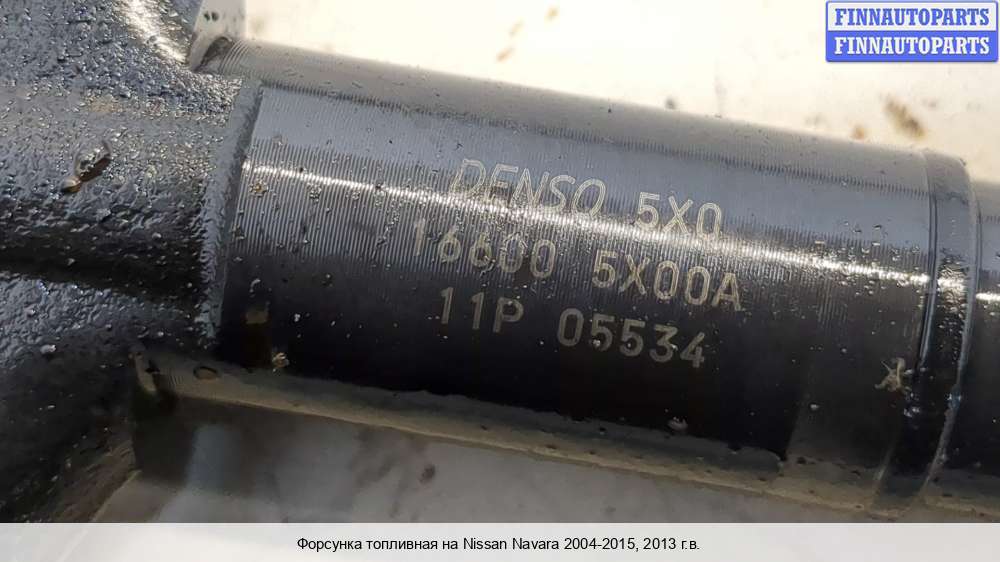 FINNAUTOPARTS
FINNAUTOPARTS
DENSO 5X0
16600 5X00A
11P 05534
Форсунка топливная на Nissan Navara 2004-2015, 2013 г.в.